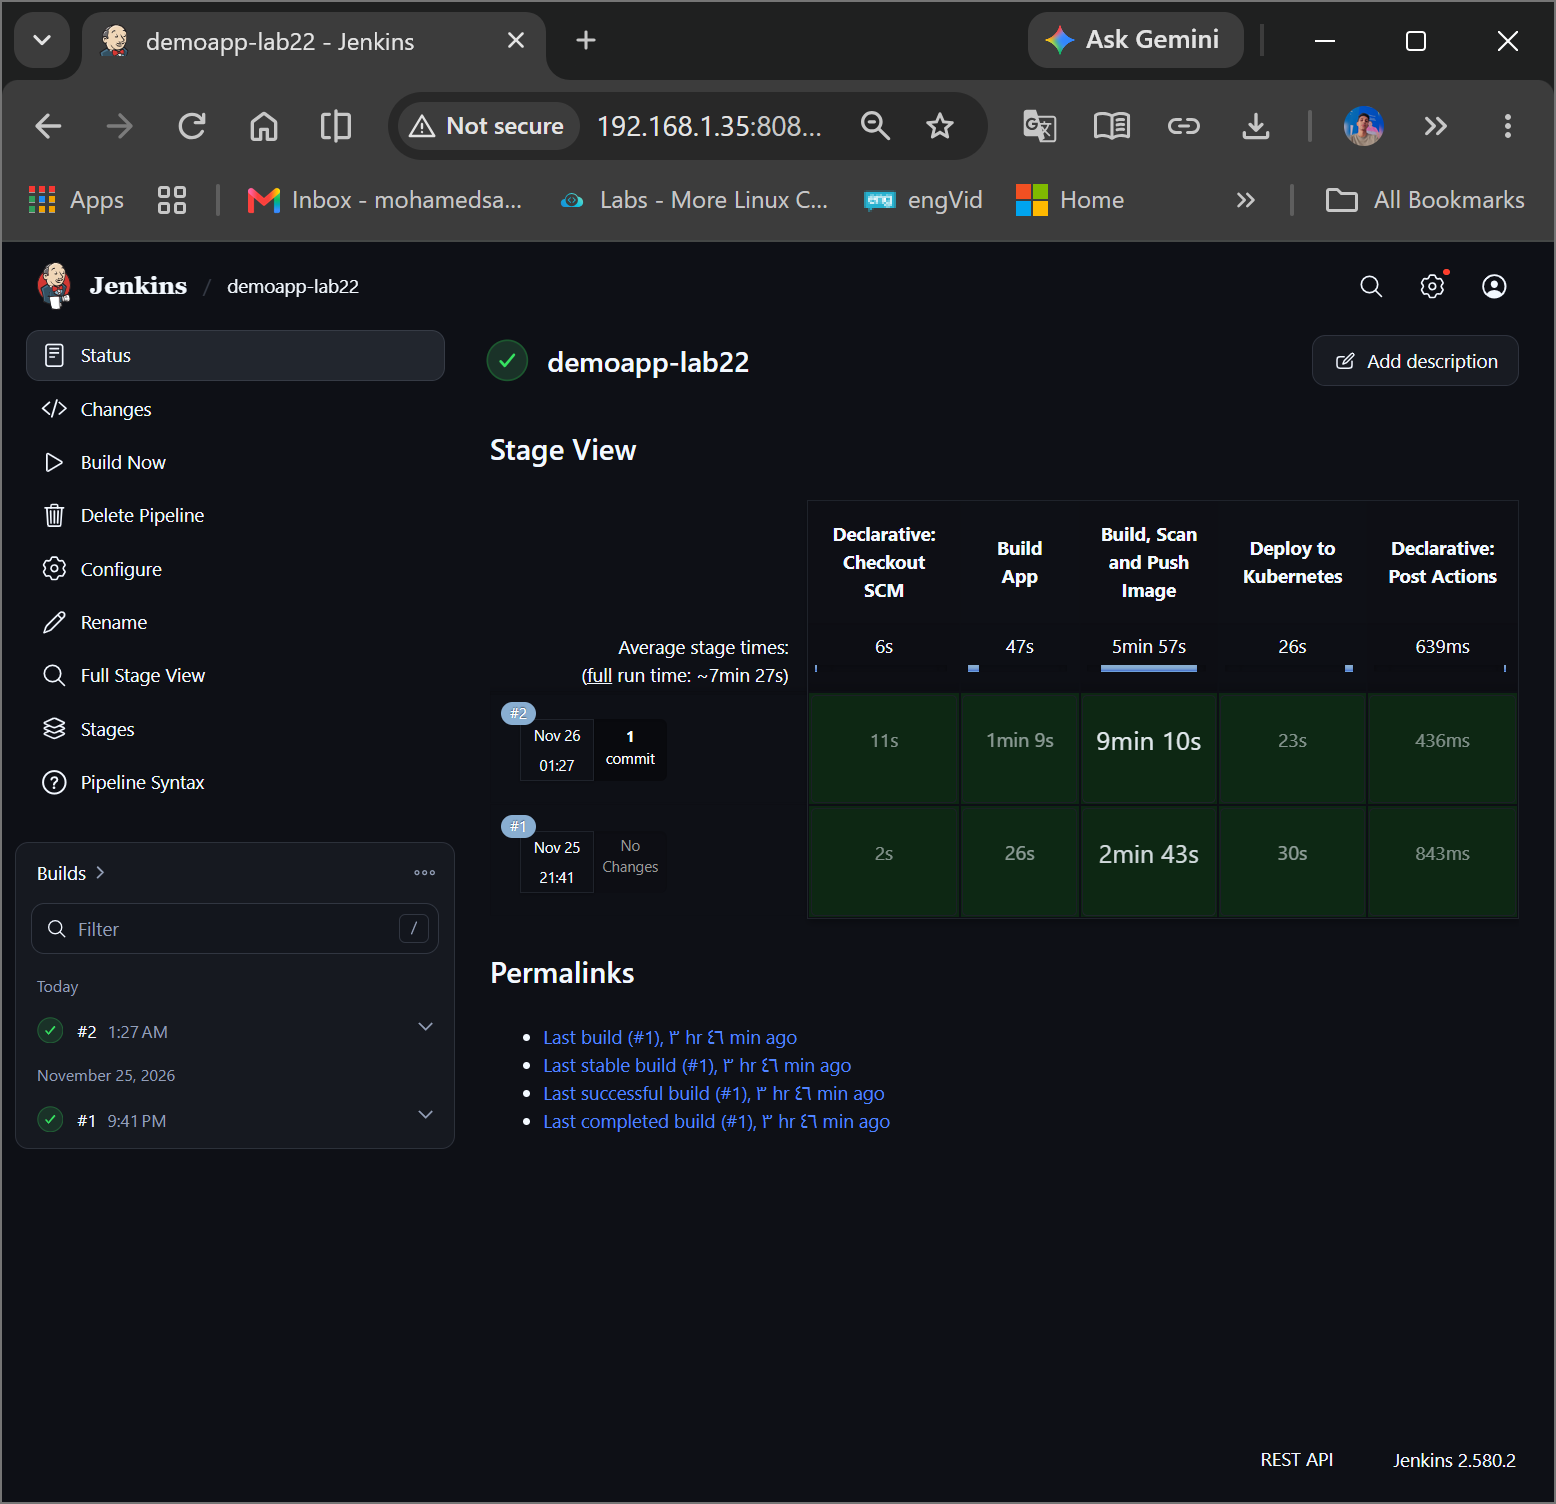 demoapp-lab22 - Jenkins
Ask Gemini
Not secure
192.168.1.35:808...
Apps
Inbox - mohamedsa...
Labs - More Linux C...
eng
engVid
Home
All Bookmarks
Jenkins / demoapp-lab22
Status
Changes
Build Now
Delete Pipeline
Configure
Rename
Full Stage View
Stages
Pipeline Syntax
Builds
Filter
/
Today
#2 1:27 AM
November 25, 2026
#1 9:41 PM
demoapp-lab22
Add description
Stage View
Declarative: Checkout SCM
Build App
Build, Scan and Push Image
Deploy to Kubernetes
Declarative: Post Actions
Average stage times:
(full run time: ~7min 27s)
6s 47s 5min 57s 26s 639ms
#2
Nov 26
01:27
1
commit
11s 1min 9s 9min 10s 23s 436ms
#1
Nov 25
21:41
No
Changes
2s 26s 2min 43s 30s 843ms
Permalinks
Last build (#1), ٣ hr ٤٦ min ago
Last stable build (#1), ٣ hr ٤٦ min ago
Last successful build (#1), ٣ hr ٤٦ min ago
Last completed build (#1), ٣ hr ٤٦ min ago
REST API
Jenkins 2.580.2